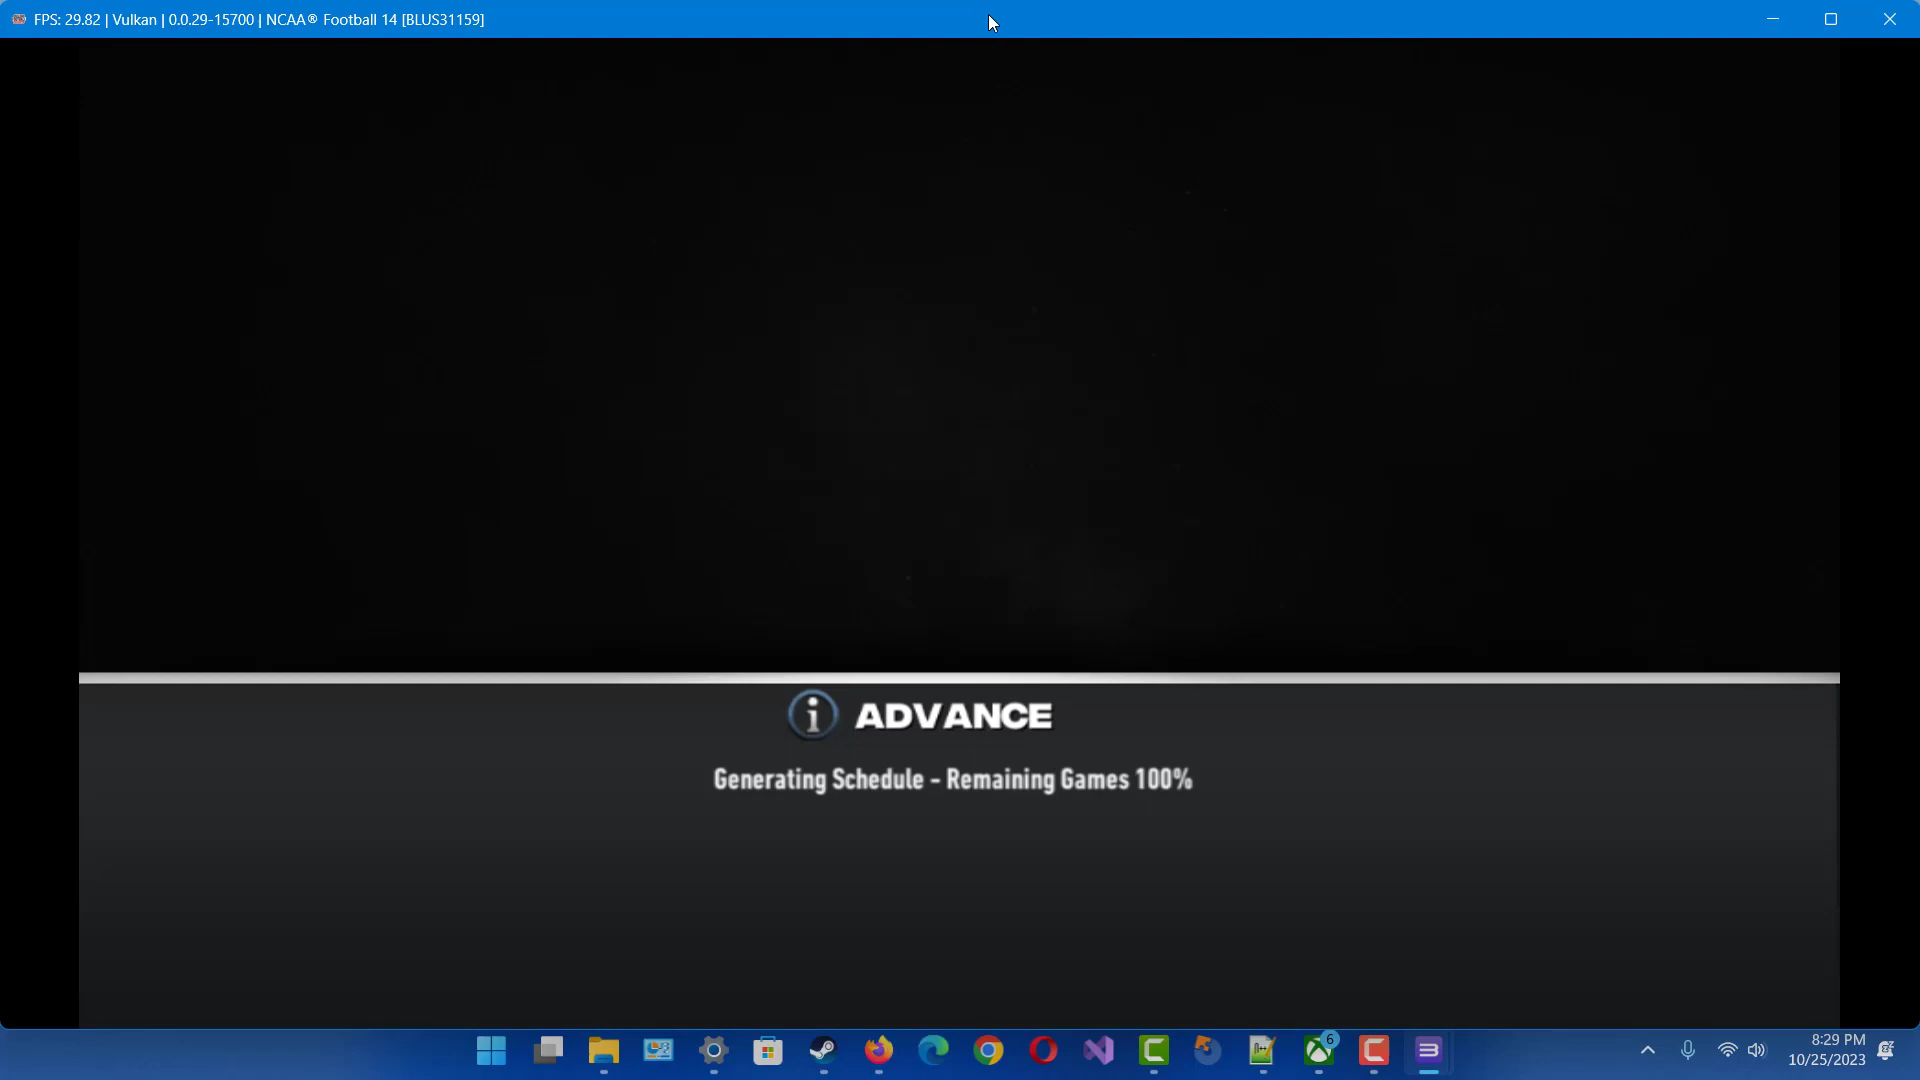 FPS: 29.82 | Vulkan | 0.0.29-15700 | NCAA® Football 14 [BLUS31159]
ADVANCE
Generating Schedule - Remaining Games 100%
6
8:29 PM
10/25/2023